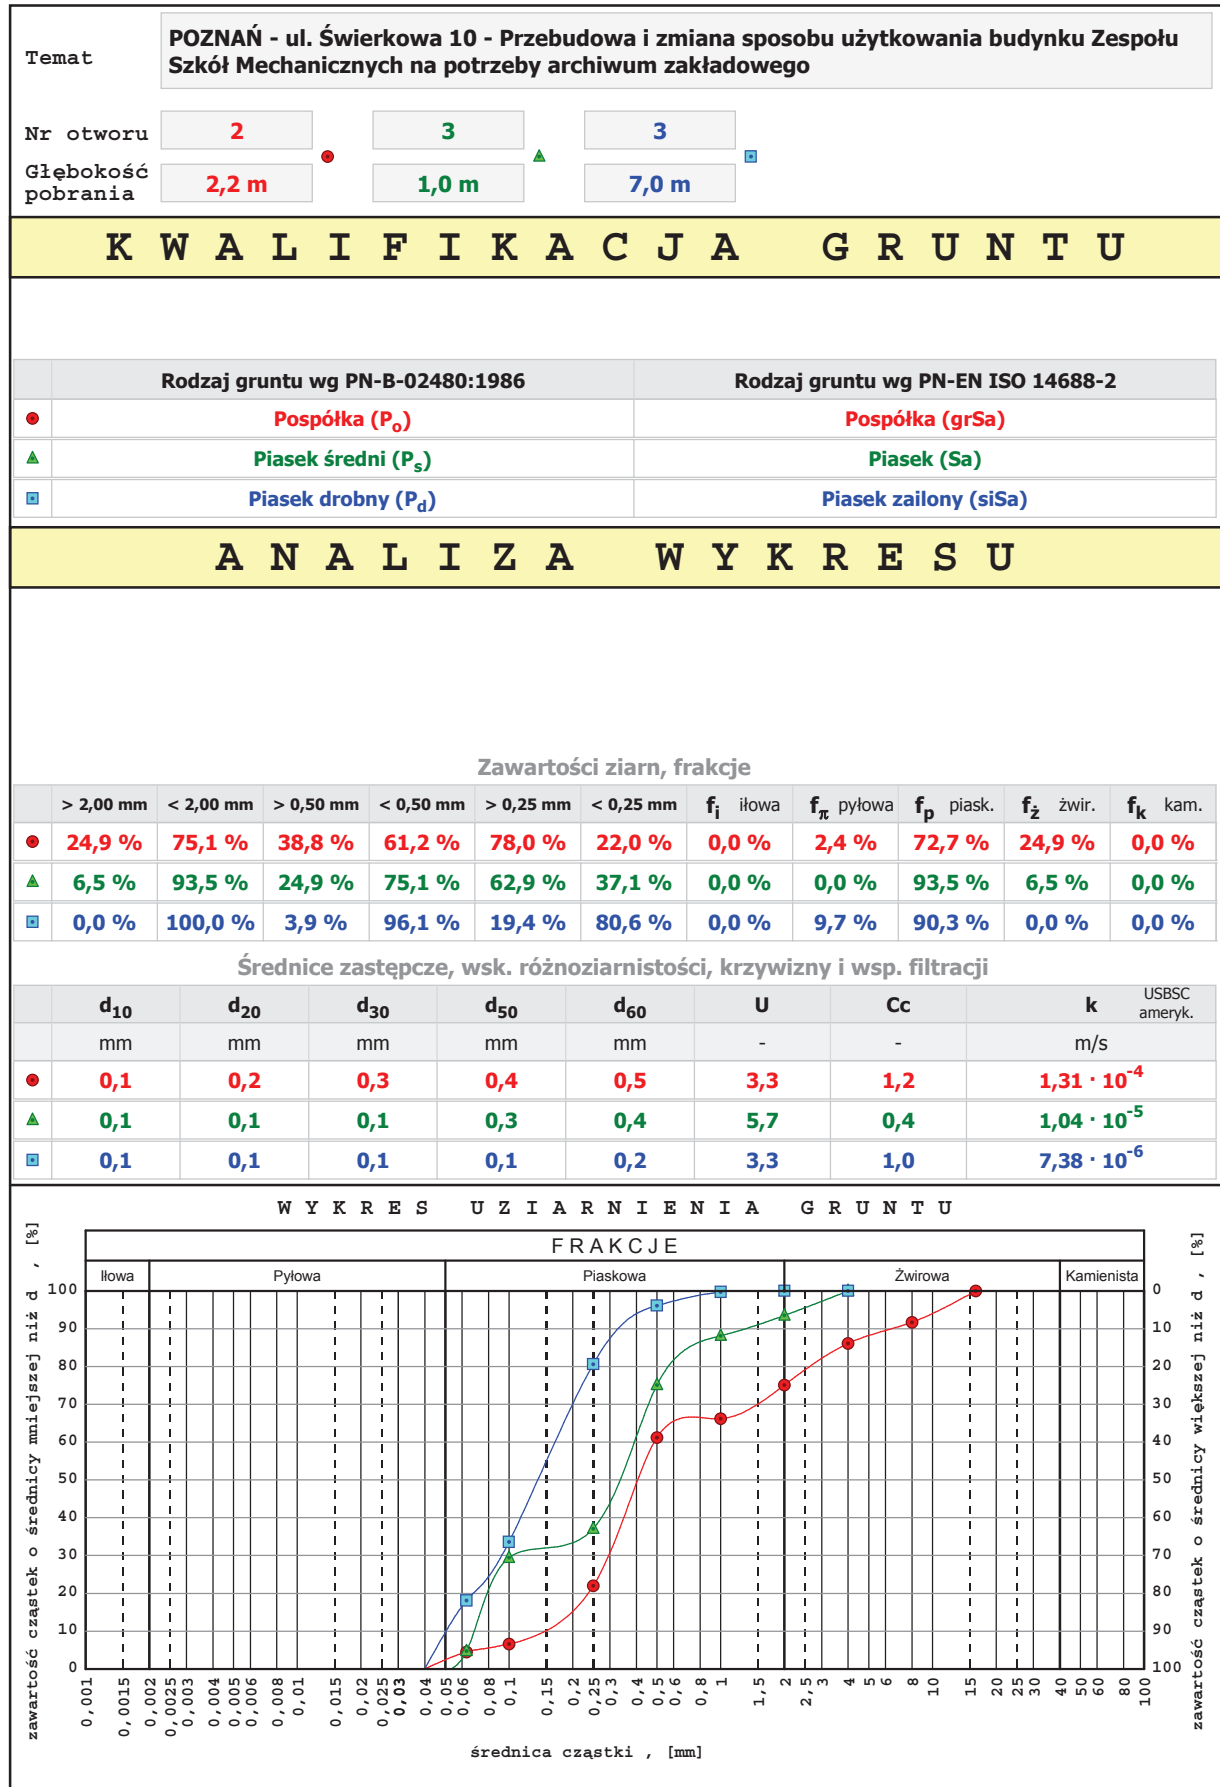 Temat
POZNAŃ - ul. Świerkowa 10 - Przebudowa i zmiana sposobu użytkowania budynku Zespołu
Szkół Mechanicznych na potrzeby archiwum zakładowego
Nr otworu 2 3 3
Głębokość
pobrania 2,2 m 1,0 m 7,0 m
KWALIFIKACJA GRUNTU
Rodzaj gruntu wg PN-B-02480:1986 Rodzaj gruntu wg PN-EN ISO 14688-2
Pospółka (Po) Pospółka (grSa)
Piasek średni (Ps) Piasek (Sa)
Piasek drobny (Pd) Piasek zailony (siSa)
ANALIZA WYKRESU
Zawartości ziarn, frakcje
> 2,00 mm < 2,00 mm > 0,50 mm < 0,50 mm > 0,25 mm < 0,25 mm fi iłowa fπ pyłowa fp piask. fż żwir. fk kam.
24,9 % 75,1 % 38,8 % 61,2 % 78,0 % 22,0 % 0,0 % 2,4 % 72,7 % 24,9 % 0,0 %
6,5 % 93,5 % 24,9 % 75,1 % 62,9 % 37,1 % 0,0 % 0,0 % 93,5 % 6,5 % 0,0 %
0,0 % 100,0 % 3,9 % 96,1 % 19,4 % 80,6 % 0,0 % 9,7 % 90,3 % 0,0 % 0,0 %
Średnice zastępcze, wsk. różnoziarnistości, krzywizny i wsp. filtracji
d10 d20 d30 d50 d60 U Cc k USBSC ameryk.
mm mm mm mm mm - - m/s
0,1 0,2 0,3 0,4 0,5 3,3 1,2 1,31 · 10⁻⁴
0,1 0,1 0,1 0,3 0,4 5,7 0,4 1,04 · 10⁻⁵
0,1 0,1 0,1 0,1 0,2 3,3 1,0 7,38 · 10⁻⁶
WYKRES UZIARNIENIA GRUNTU
FRAKCJE
Iłowa Pyłowa Piaskowa Żwirowa Kamienista
zawartość cząstek o średnicy mniejszej niż d , [%]
100
90
80
70
60
50
40
30
20
10
0
0
10
20
30
40
50
60
70
80
90
100
zawartość cząstek o średnicy większej niż d , [%]
0,001 0,0015 0,002 0,0025 0,003 0,004 0,005 0,006 0,008 0,01 0,015 0,02 0,025 0,03 0,04 0,05 0,06 0,08 0,1 0,15 0,2 0,25 0,3 0,4 0,5 0,6 0,8 1 1,5 2 2,5 3 4 5 6 8 10 15 20 25 30 40 50 60 80 100
średnica cząstki , [mm]